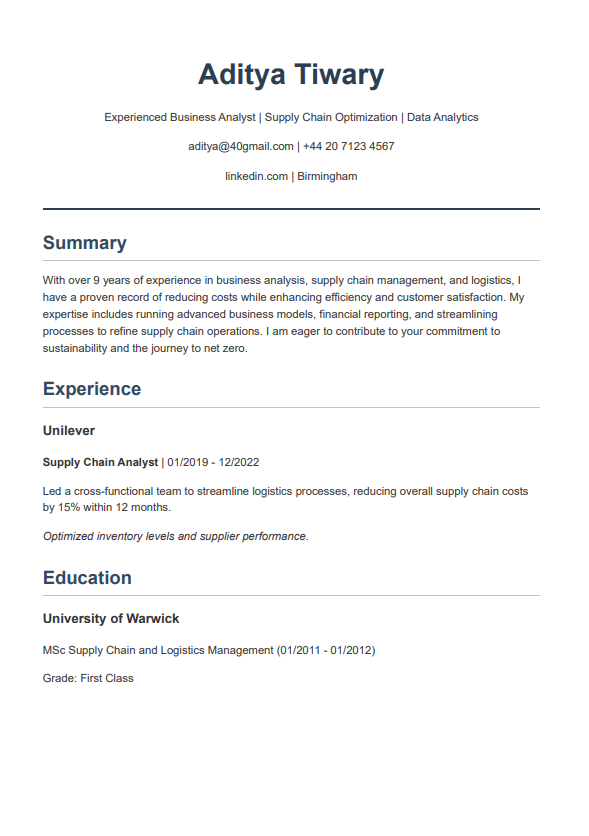 Aditya Tiwary
Experienced Business Analyst | Supply Chain Optimization | Data Analytics
aditya@40gmail.com | +44 20 7123 4567
linkedin.com | Birmingham
Summary
With over 9 years of experience in business analysis, supply chain management, and logistics, I
have a proven record of reducing costs while enhancing efficiency and customer satisfaction. My
expertise includes running advanced business models, financial reporting, and streamlining
processes to refine supply chain operations. I am eager to contribute to your commitment to
sustainability and the journey to net zero.
Experience
Unilever
Supply Chain Analyst | 01/2019 - 12/2022
Led a cross-functional team to streamline logistics processes, reducing overall supply chain costs
by 15% within 12 months.
Optimized inventory levels and supplier performance.
Education
University of Warwick
MSc Supply Chain and Logistics Management (01/2011 - 01/2012)
Grade: First Class